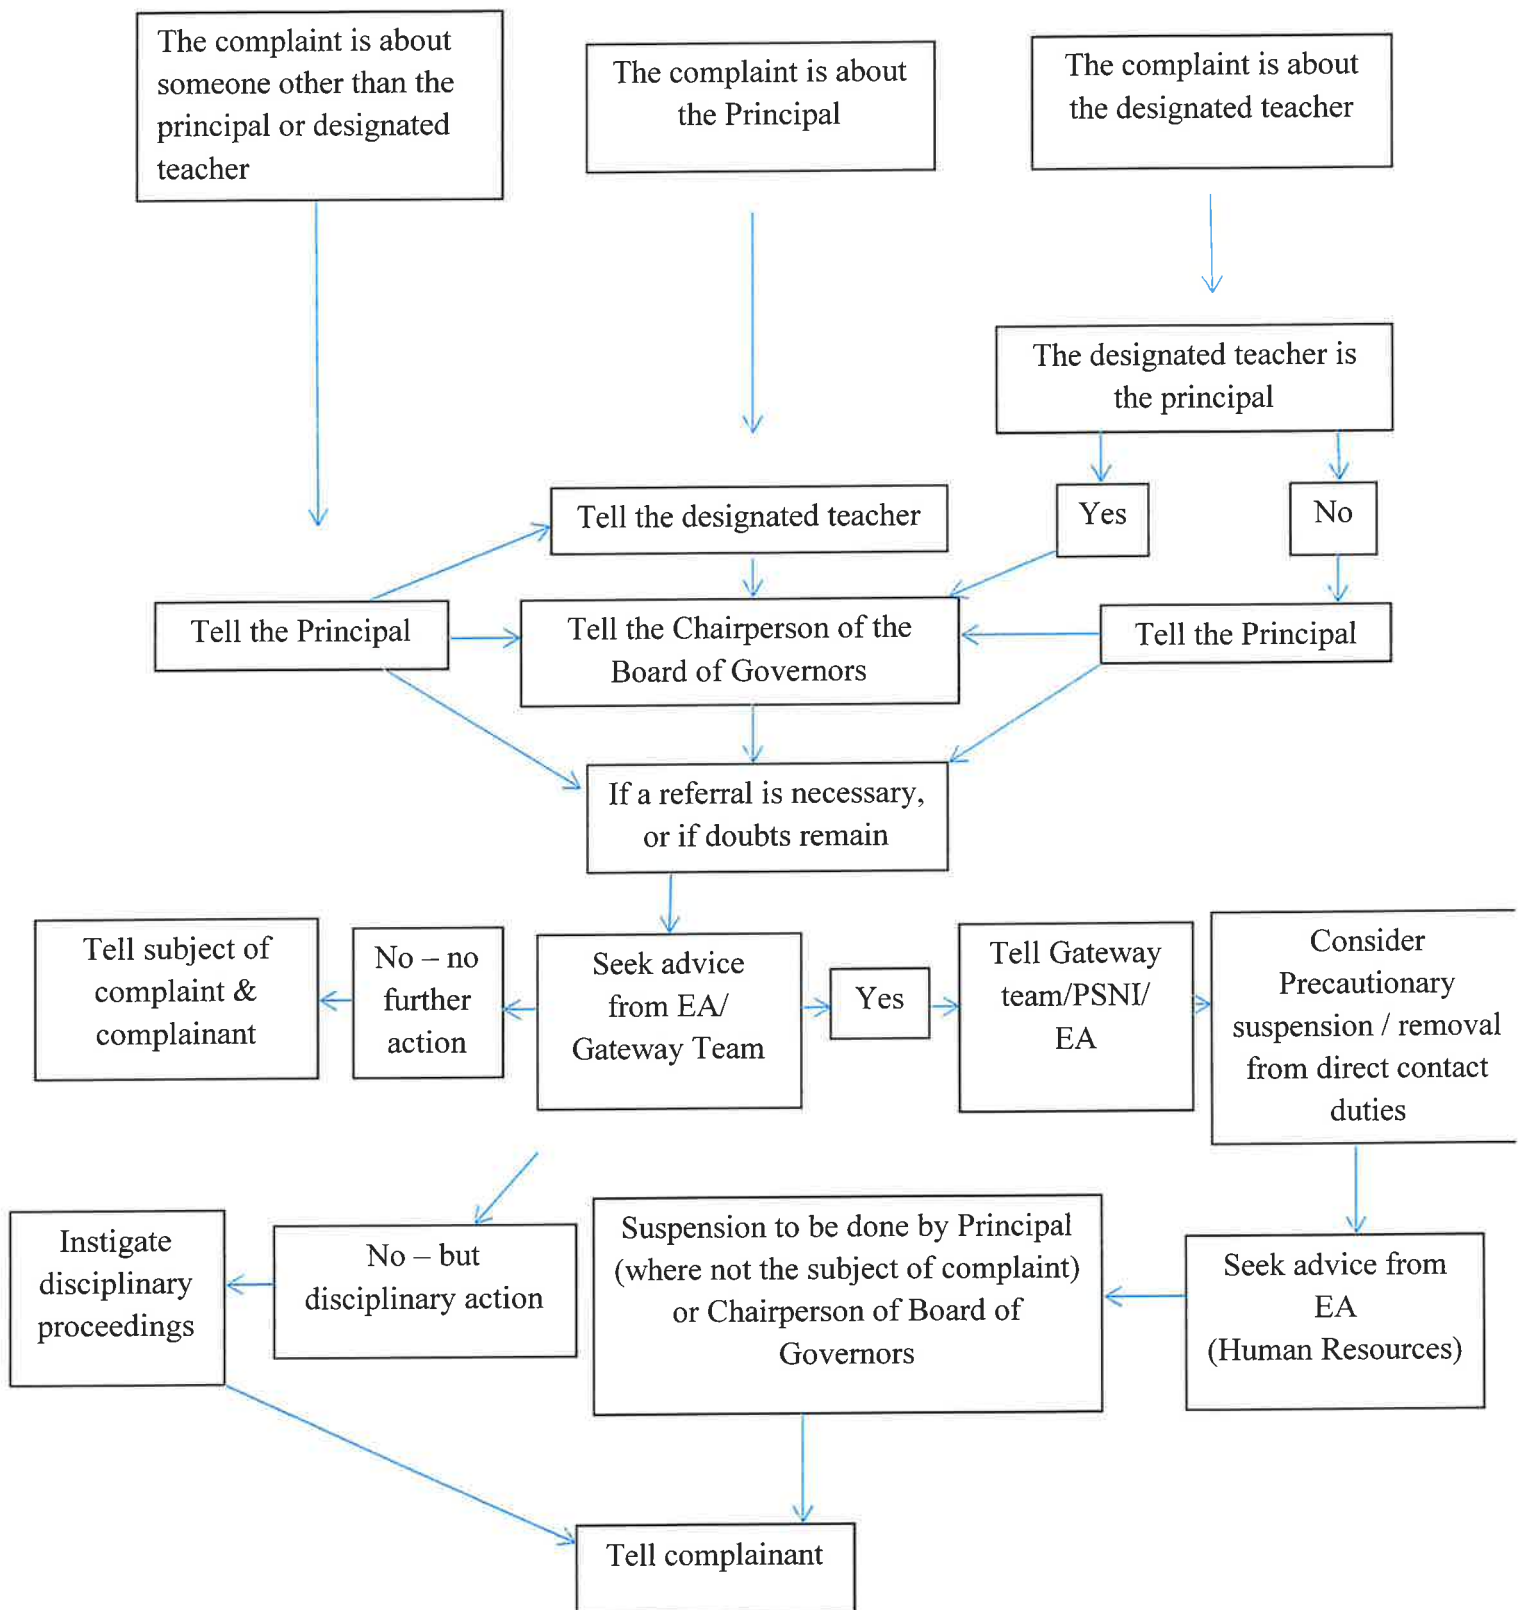 The complaint is about
someone other than the
principal or designated
teacher
The complaint is about
the Principal
The complaint is about
the designated teacher
The designated teacher is
the principal
Tell the designated teacher
Yes
No
Tell the Principal
Tell the Chairperson of the
Board of Governors
Tell the Principal
If a referral is necessary,
or if doubts remain
Tell subject of
complaint &
complainant
No – no
further
action
Seek advice
from EA/
Gateway Team
Yes
Tell Gateway
team/PSNI/
EA
Consider
Precautionary
suspension / removal
from direct contact
duties
Instigate
disciplinary
proceedings
No – but
disciplinary action
Suspension to be done by Principal
(where not the subject of complaint)
or Chairperson of Board of
Governors
Seek advice from
EA
(Human Resources)
Tell complainant